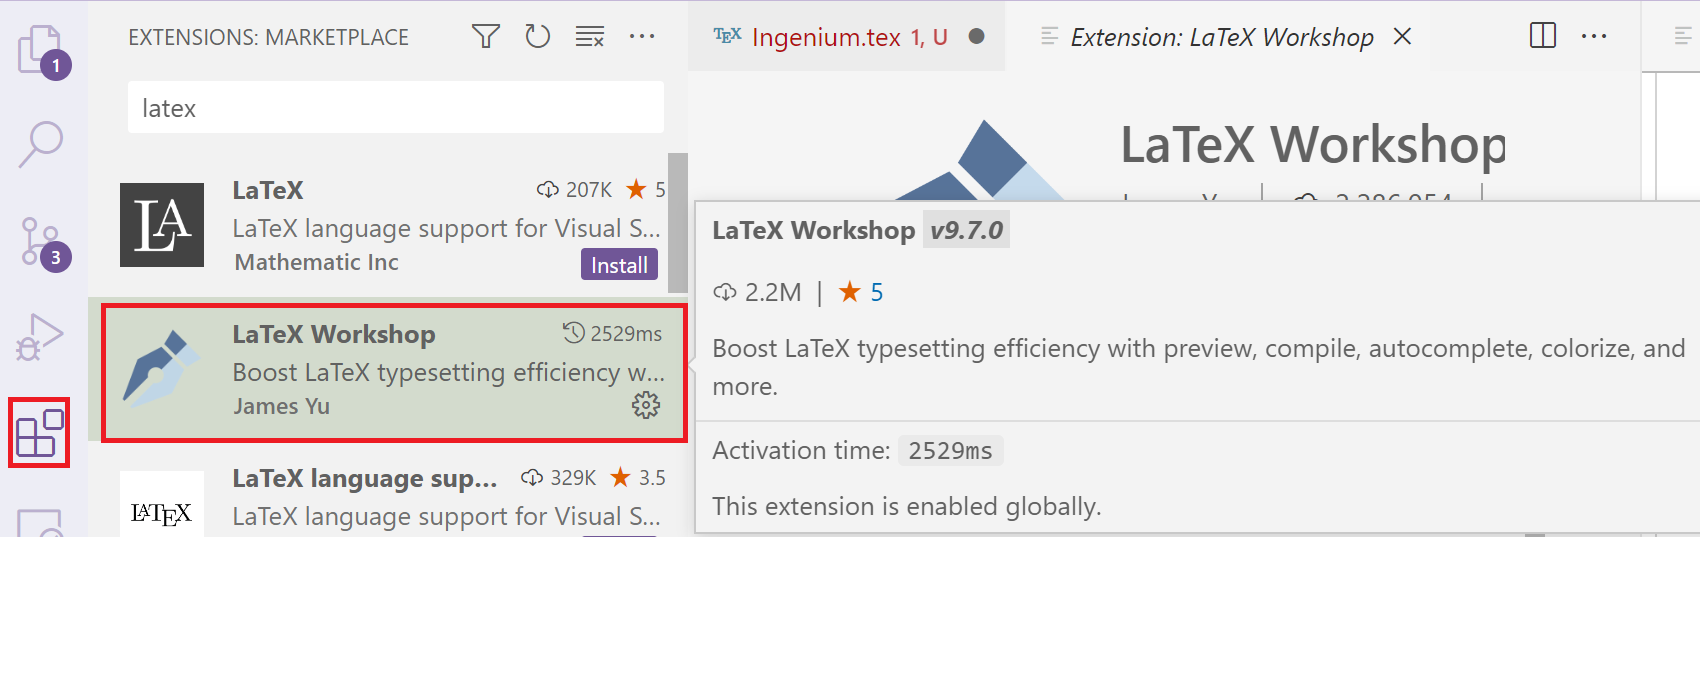 EXTENSIONS: MARKETPLACE
TEX Ingenium.tex 1, U
Extension: LaTeX Workshop
1
latex
LaTeX Workshop
LaTeX 207K 5
LA
LaTeX language support for Visual S...
Mathematic Inc
Install
3
LaTeX Workshop v9.7.0
2.2M | 5
LaTeX Workshop 2529ms
Boost LaTeX typesetting efficiency w...
James Yu
Boost LaTeX typesetting efficiency with preview, compile, autocomplete, colorize, and
more.
Activation time: 2529ms
This extension is enabled globally.
LaTeX language sup... 329K 3.5
LATEX
LaTeX language support for Visual S...